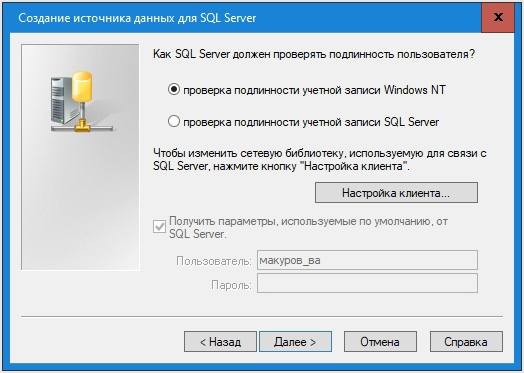 Создание источника данных для SQL Server
Как SQL Server должен проверять подлинность пользователя?
проверка подлинности учетной записи Windows NT
проверка подлинности учетной записи SQL Server
Чтобы изменить сетевую библиотеку, используемую для связи с
SQL Server, нажмите кнопку "Настройка клиента".
Настройка клиента...
Получить параметры, используемые по умолчанию, от
SQL Server.
Пользователь: макуров_ва
Пароль:
< Назад Далее > Отмена Справка